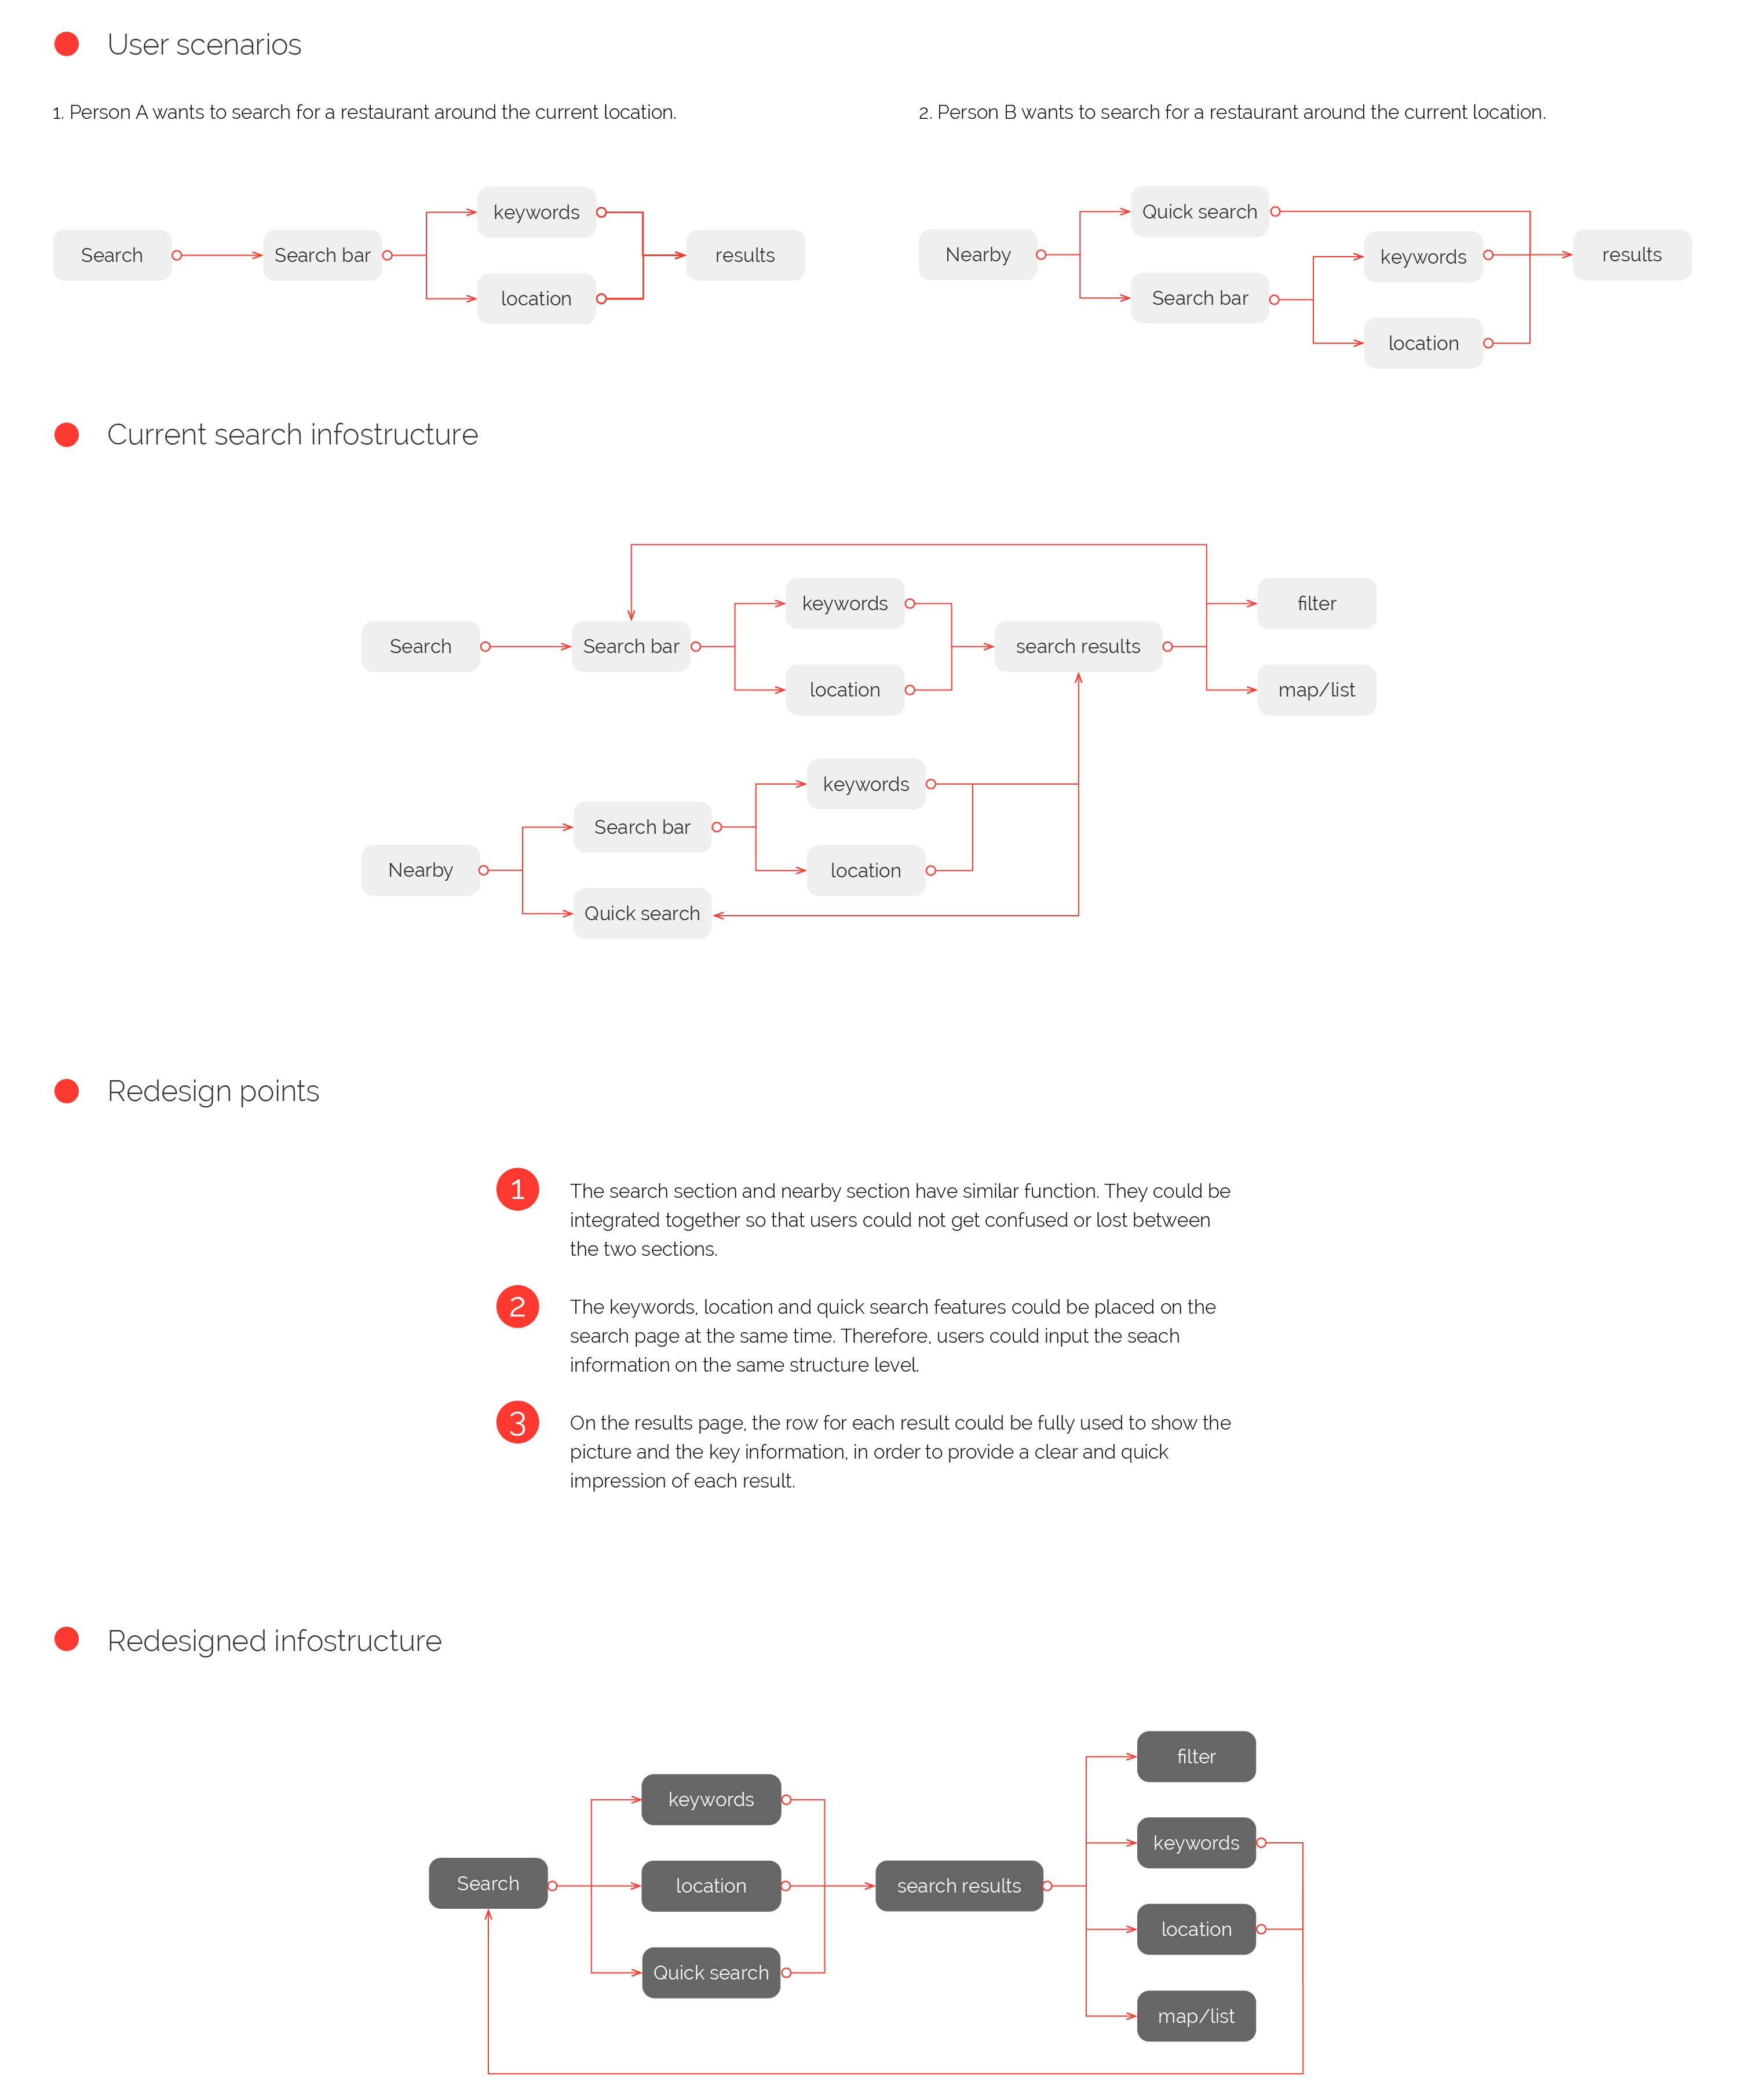 User scenarios
1. Person A wants to search for a restaurant around the current location.
Search
Search bar
keywords
location
results
2. Person B wants to search for a restaurant around the current location.
Nearby
Quick search
Search bar
keywords
location
results
Current search infostructure
Search
Search bar
keywords
location
search results
filter
map/list
Nearby
Search bar
Quick search
keywords
location
Redesign points
1
The search section and nearby section have similar function. They could be
integrated together so that users could not get confused or lost between
the two sections.
2
The keywords, location and quick search features could be placed on the
search page at the same time. Therefore, users could input the seach
information on the same structure level.
3
On the results page, the row for each result could be fully used to show the
picture and the key information, in order to provide a clear and quick
impression of each result.
Redesigned infostructure
Search
keywords
location
Quick search
search results
filter
keywords
location
map/list